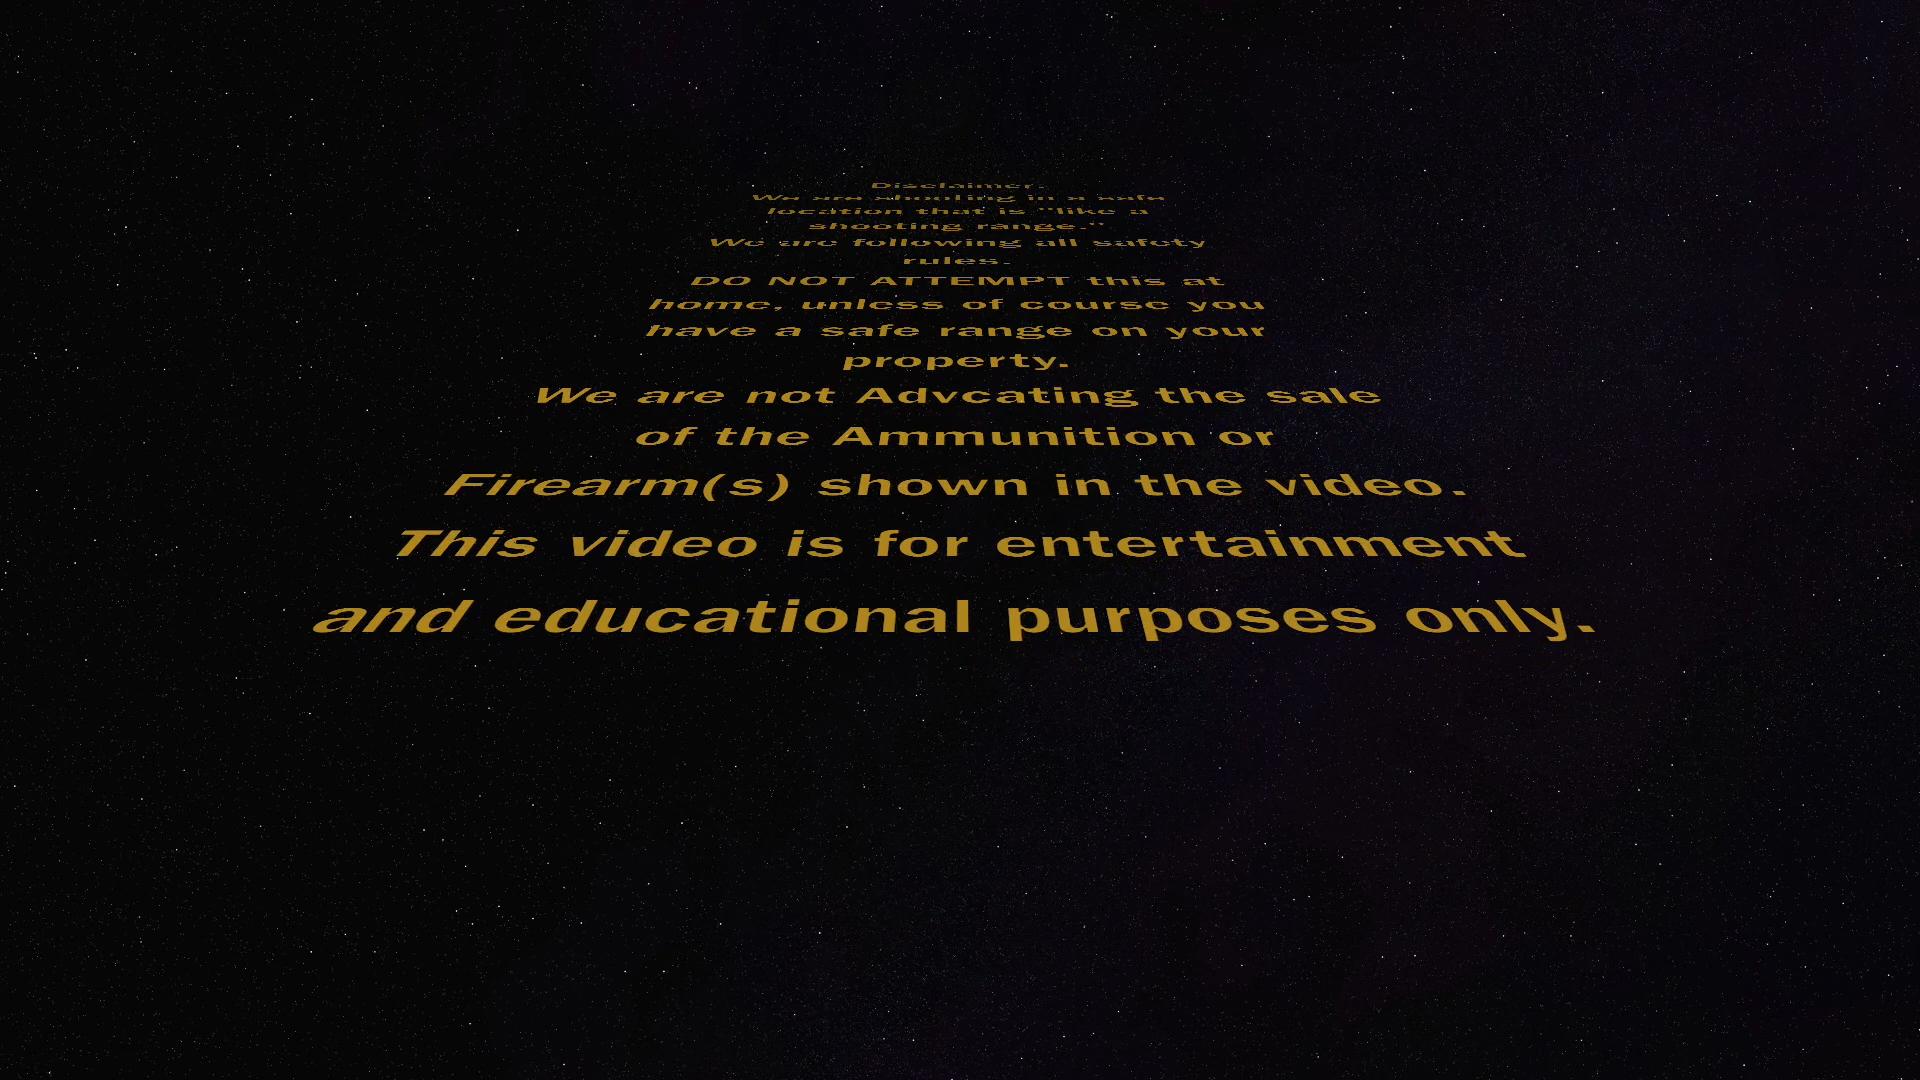 Disclaimer.
We are shooting in a safe
location that is "like a
shooting range."
We are following all safety
rules.
DO NOT ATTEMPT this at
home, unless of course you
have a safe range on your
property.
We are not Advcating the sale
of the Ammunition or
Firearm(s) shown in the video.
This video is for entertainment
and educational purposes only.